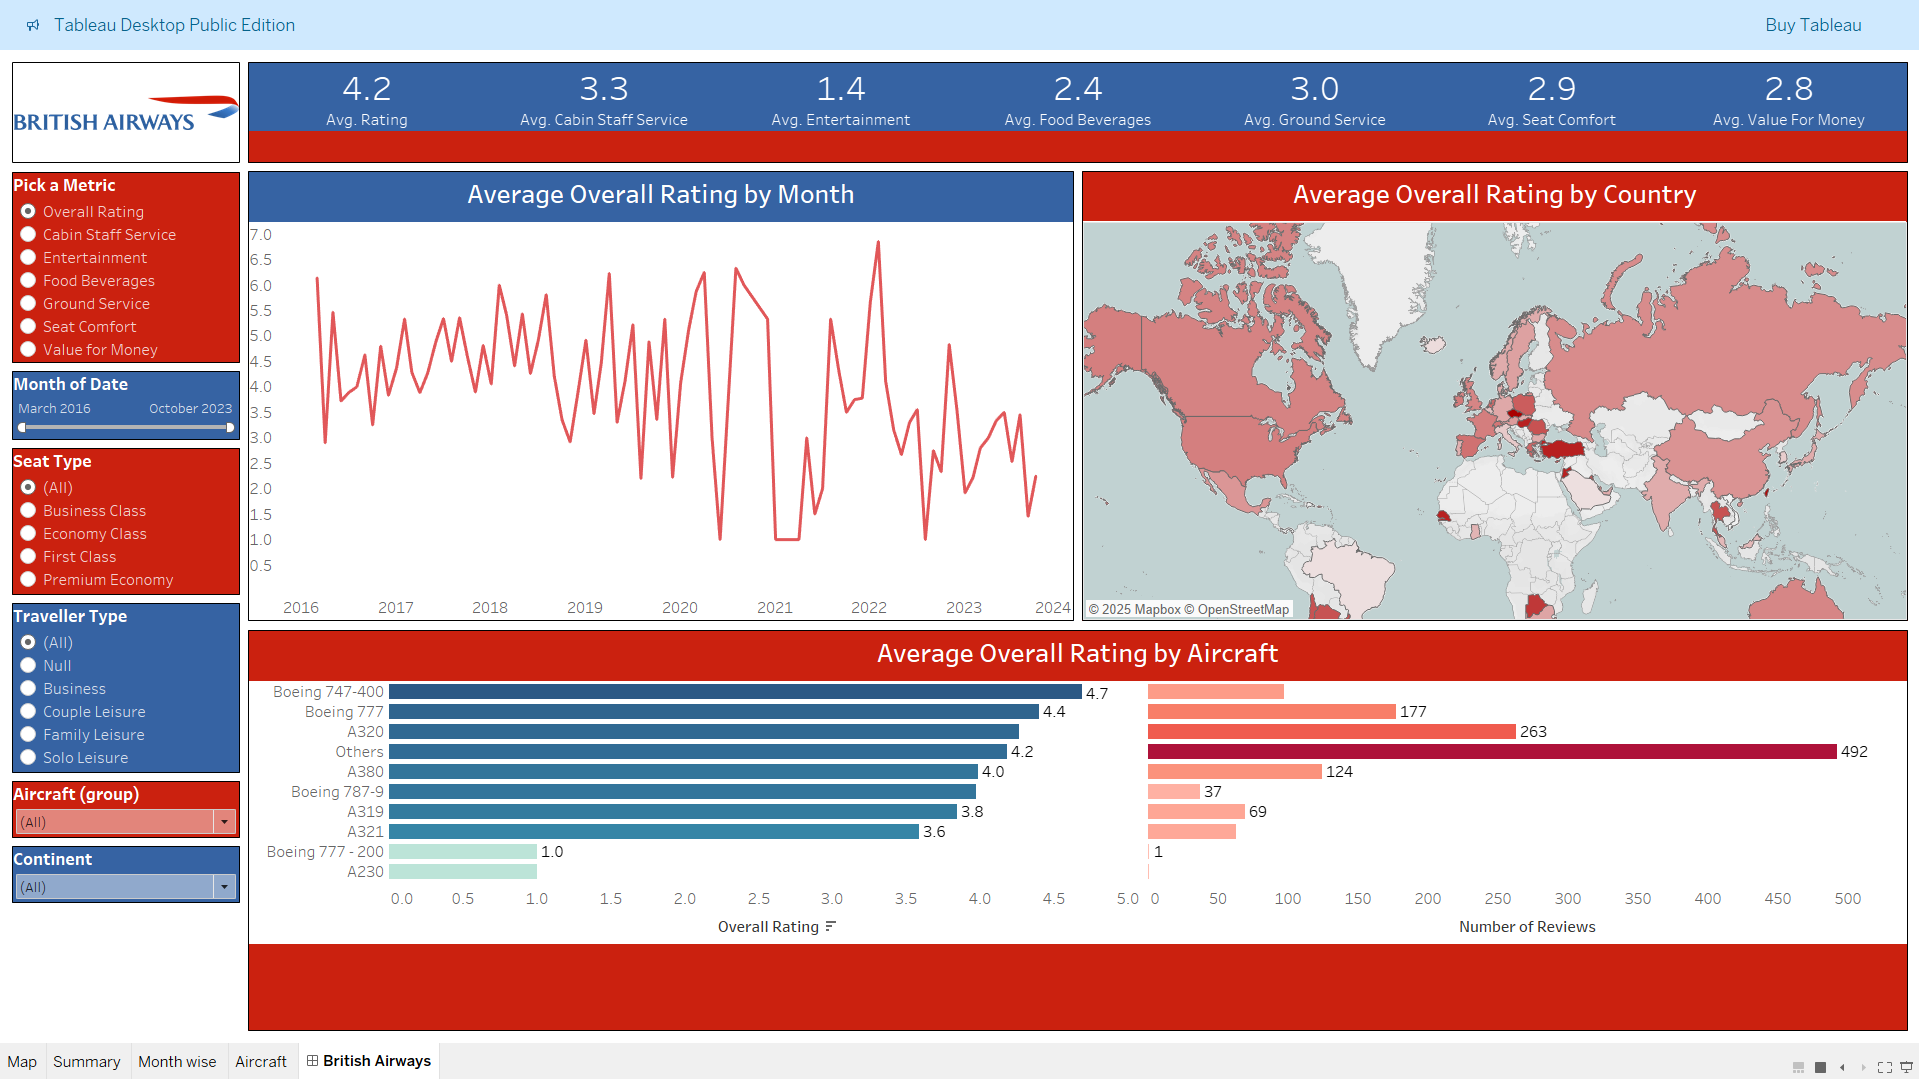 Tableau Desktop Public Edition
Buy Tableau
BRITISH AIRWAYS
4.2
Avg. Rating
3.3
Avg. Cabin Staff Service
1.4
Avg. Entertainment
2.4
Avg. Food Beverages
3.0
Avg. Ground Service
2.9
Avg. Seat Comfort
2.8
Avg. Value For Money
Pick a Metric
Overall Rating
Cabin Staff Service
Entertainment
Food Beverages
Ground Service
Seat Comfort
Value for Money
Month of Date
March 2016
October 2023
Seat Type
(All)
Business Class
Economy Class
First Class
Premium Economy
Traveller Type
(All)
Null
Business
Couple Leisure
Family Leisure
Solo Leisure
Aircraft (group)
(All)
Continent
(All)
Average Overall Rating by Month
7.0
6.5
6.0
5.5
5.0
4.5
4.0
3.5
3.0
2.5
2.0
1.5
1.0
0.5
2016 2017 2018 2019 2020 2021 2022 2023 2024
Average Overall Rating by Country
© 2025 Mapbox © OpenStreetMap
Average Overall Rating by Aircraft
Boeing 747-400 4.7
Boeing 777 4.4 177
A320 263
Others 4.2 492
A380 4.0 124
Boeing 787-9 37
A319 3.8 69
A321 3.6
Boeing 777 - 200 1.0 1
A230
0.0 0.5 1.0 1.5 2.0 2.5 3.0 3.5 4.0 4.5 5.0 0 50 100 150 200 250 300 350 400 450 500
Overall Rating Number of Reviews
Map Summary Month wise Aircraft British Airways